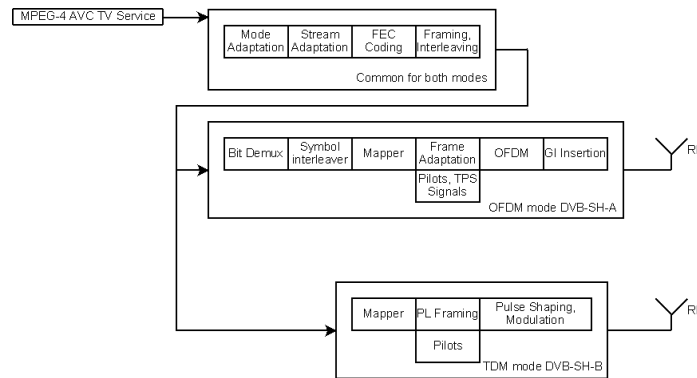 MPEG-4 AVC TV Service
Mode
Adaptation
Stream
Adaptation
FEC
Coding
Framing,
Interleaving
Common for both modes
Bit Demux
Symbol
interleaver
Mapper
Frame
Adaptation
OFDM
GI Insertion
Pilots, TPS
Signals
OFDM mode DVB-SH-A
Mapper
PL Framing
Pulse Shaping,
Modulation
Pilots
TDM mode DVB-SH-B